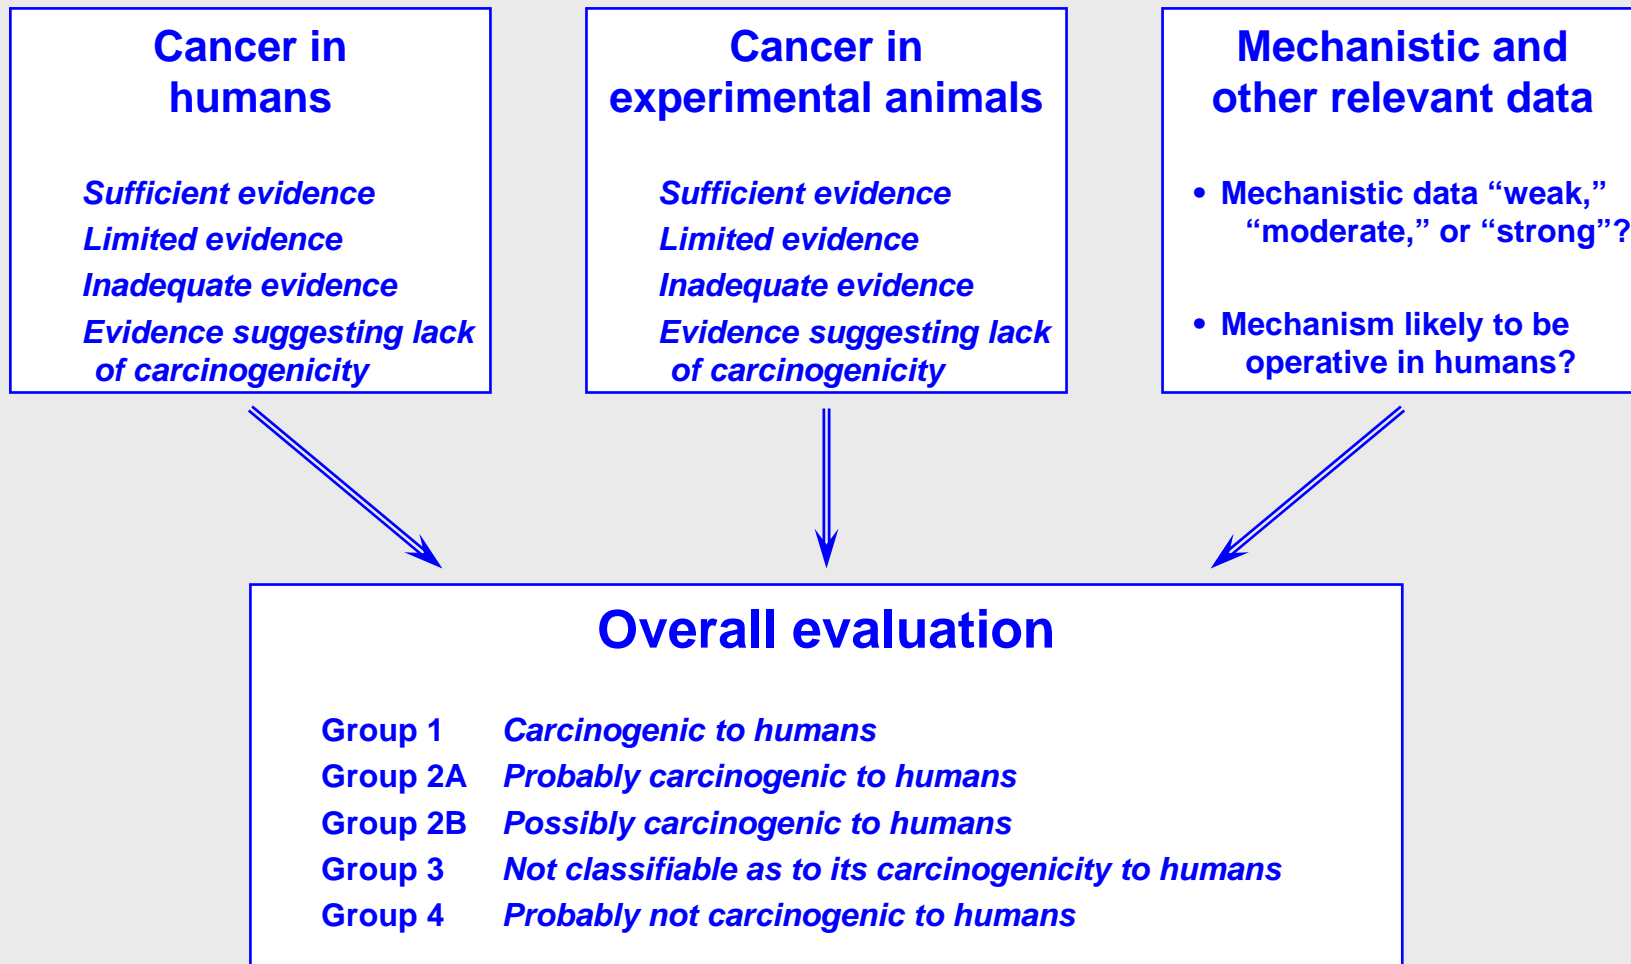 Cancer in
humans
Sufficient evidence
Limited evidence
Inadequate evidence
Evidence suggesting lack
of carcinogenicity
Cancer in
experimental animals
Sufficient evidence
Limited evidence
Inadequate evidence
Evidence suggesting lack
of carcinogenicity
Mechanistic and
other relevant data
• Mechanistic data “weak,”
“moderate,” or “strong”?
• Mechanism likely to be
operative in humans?
Overall evaluation
Group 1 Carcinogenic to humans
Group 2A Probably carcinogenic to humans
Group 2B Possibly carcinogenic to humans
Group 3 Not classifiable as to its carcinogenicity to humans
Group 4 Probably not carcinogenic to humans